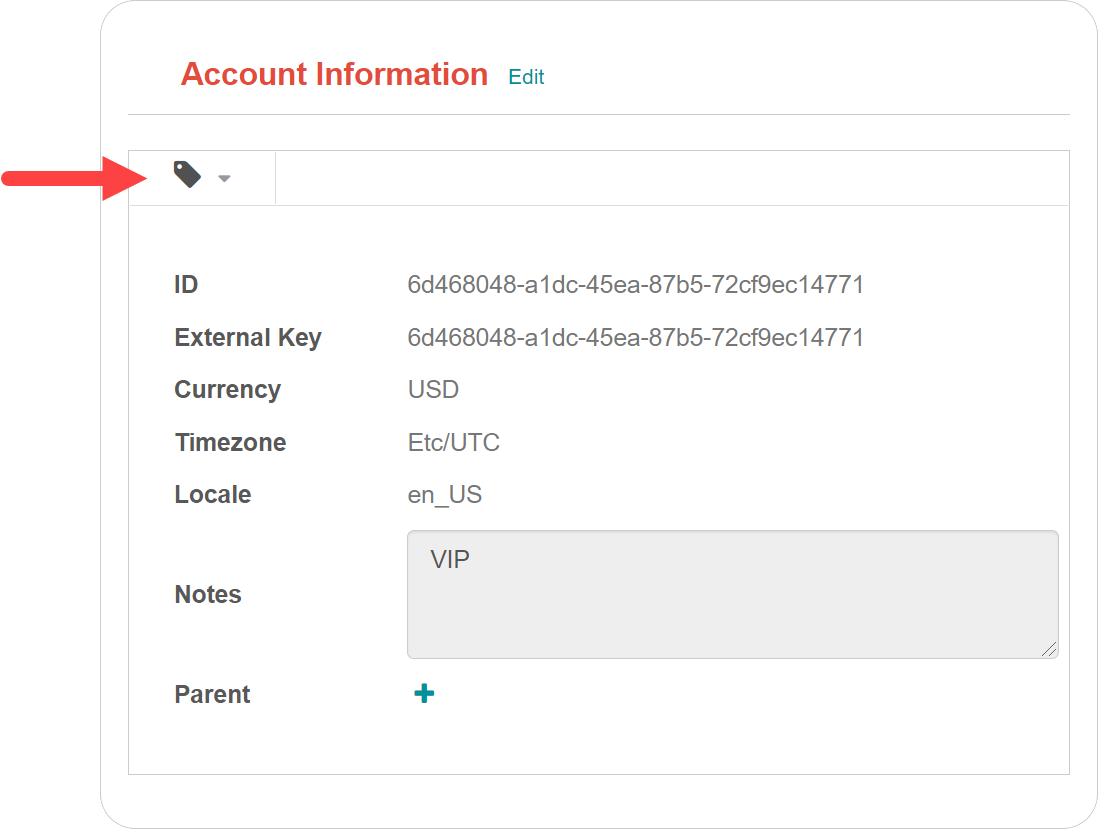 Account Information Edit
ID 6d468048-a1dc-45ea-87b5-72cf9ec14771
External Key 6d468048-a1dc-45ea-87b5-72cf9ec14771
Currency USD
Timezone Etc/UTC
Locale en_US
VIP
Notes
Parent